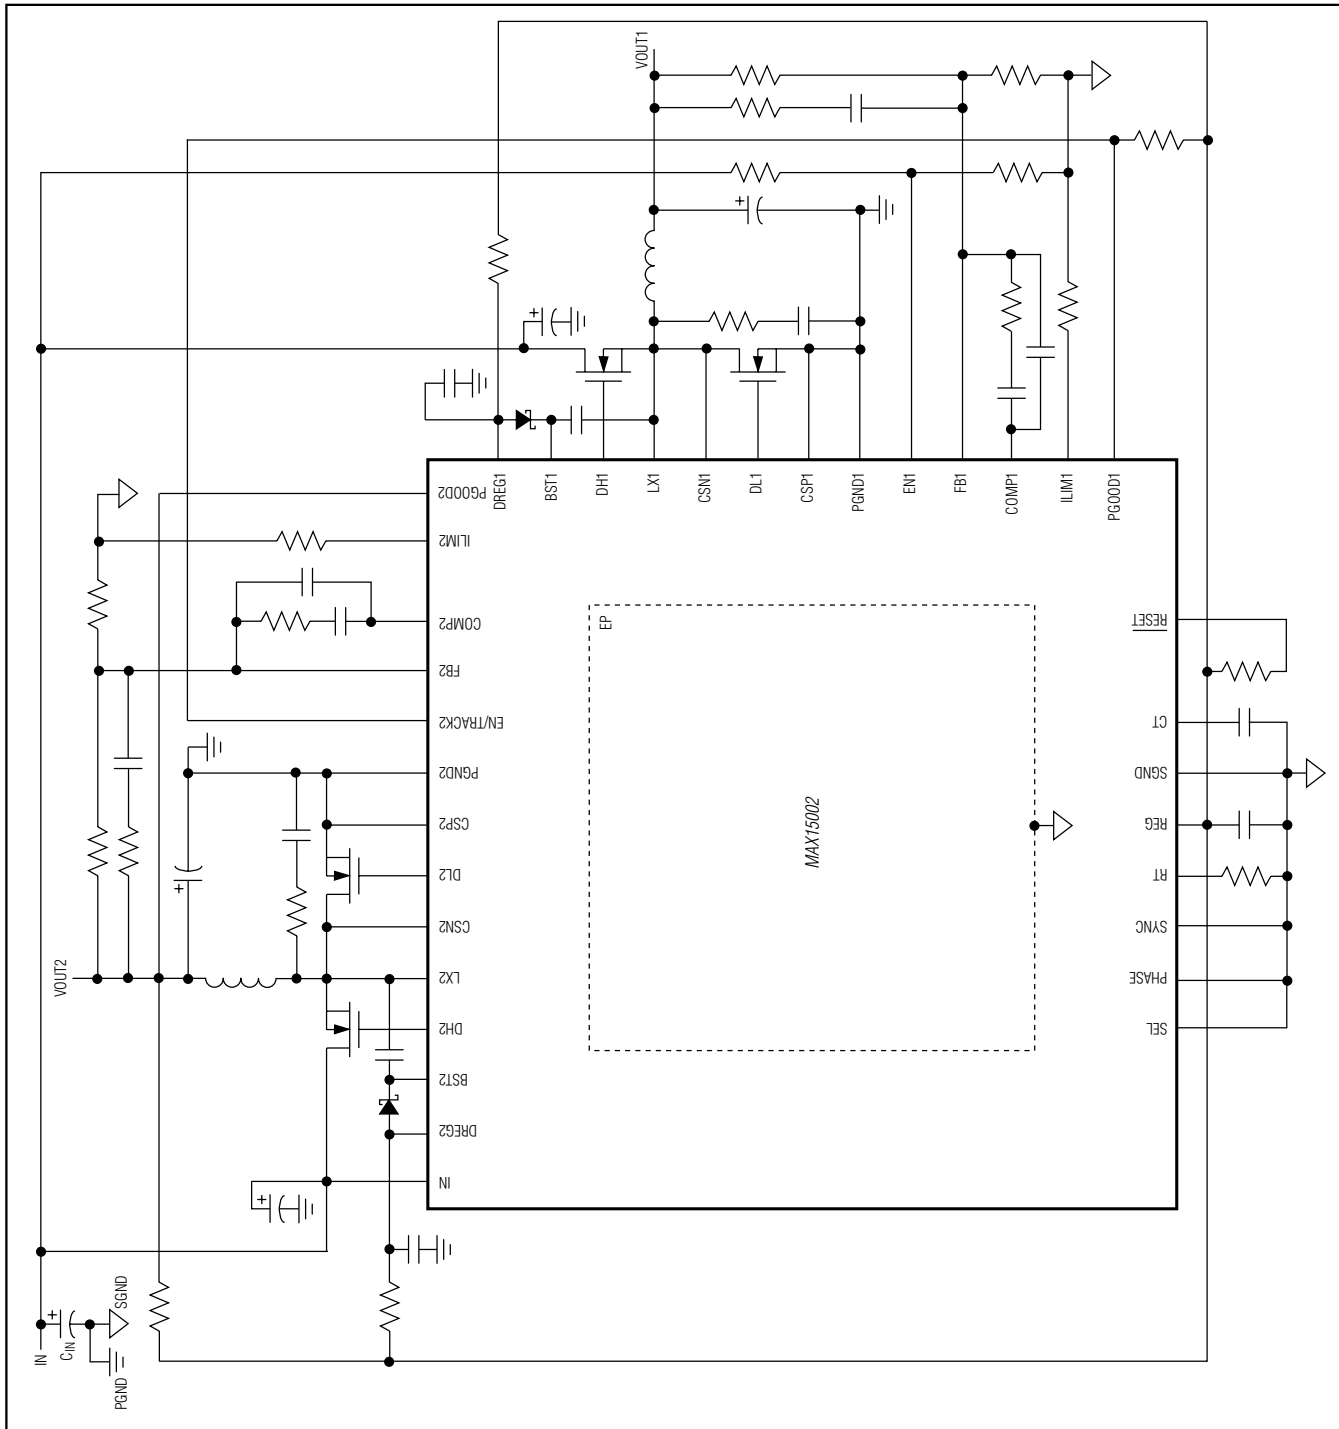 VOUT1
DREG1
BST1
DH1
LX1
CSN1
DL1
CSP1
PGND1
EN1
FB1
COMP1
ILIM1
PGOOD1
PGOOD2
ILIM2
COMP2
FB2
EN/TRACK2
PGND2
CSP2
DL2
CSN2
LX2
DH2
BST2
DREG2
IN
EP
MAX15002
RESET
CT
SGND
REG
RT
SYNC
PHASE
SEL
VOUT2
IN
CIN
SGND
PGND
+
+
+
+
+